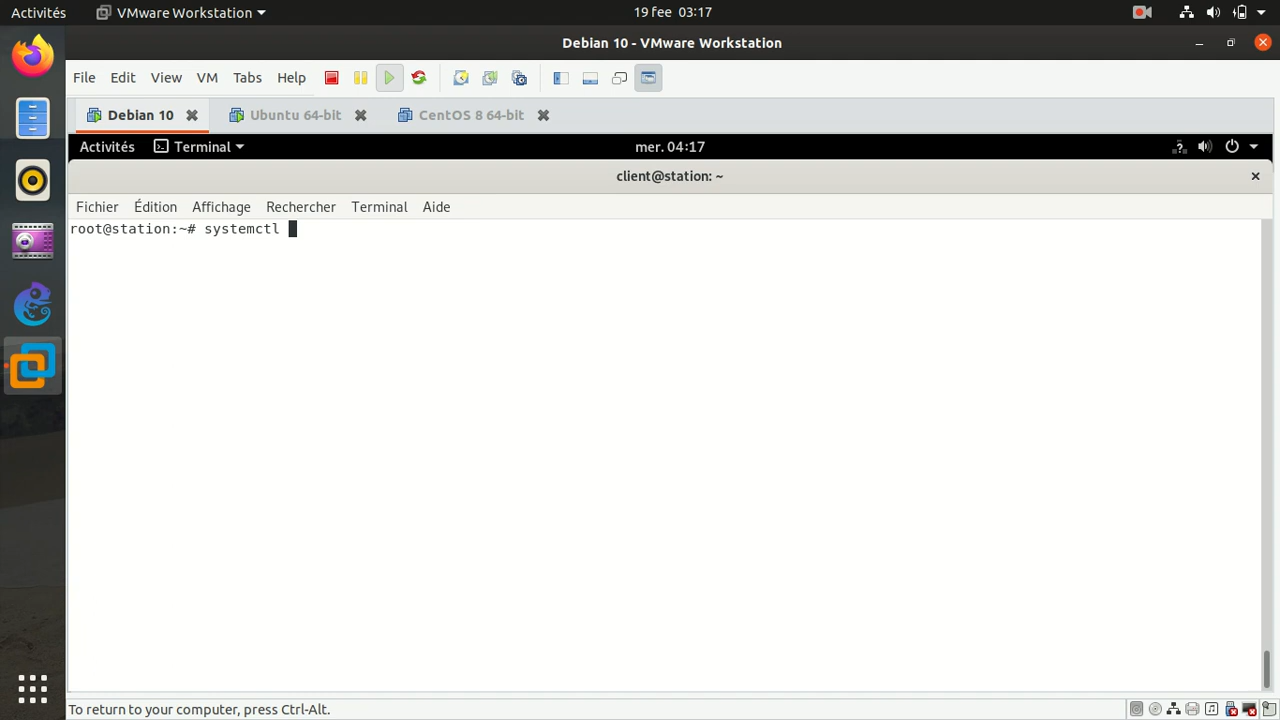 Activités VMware Workstation 19 fee 03:17
Debian 10 - VMware Workstation
File Edit View VM Tabs Help
Debian 10 Ubuntu 64-bit CentOS 8 64-bit
Activités Terminal mer. 04:17
client@station: ~
Fichier Édition Affichage Rechercher Terminal Aide
root@station:~# systemctl
To return to your computer, press Ctrl-Alt.